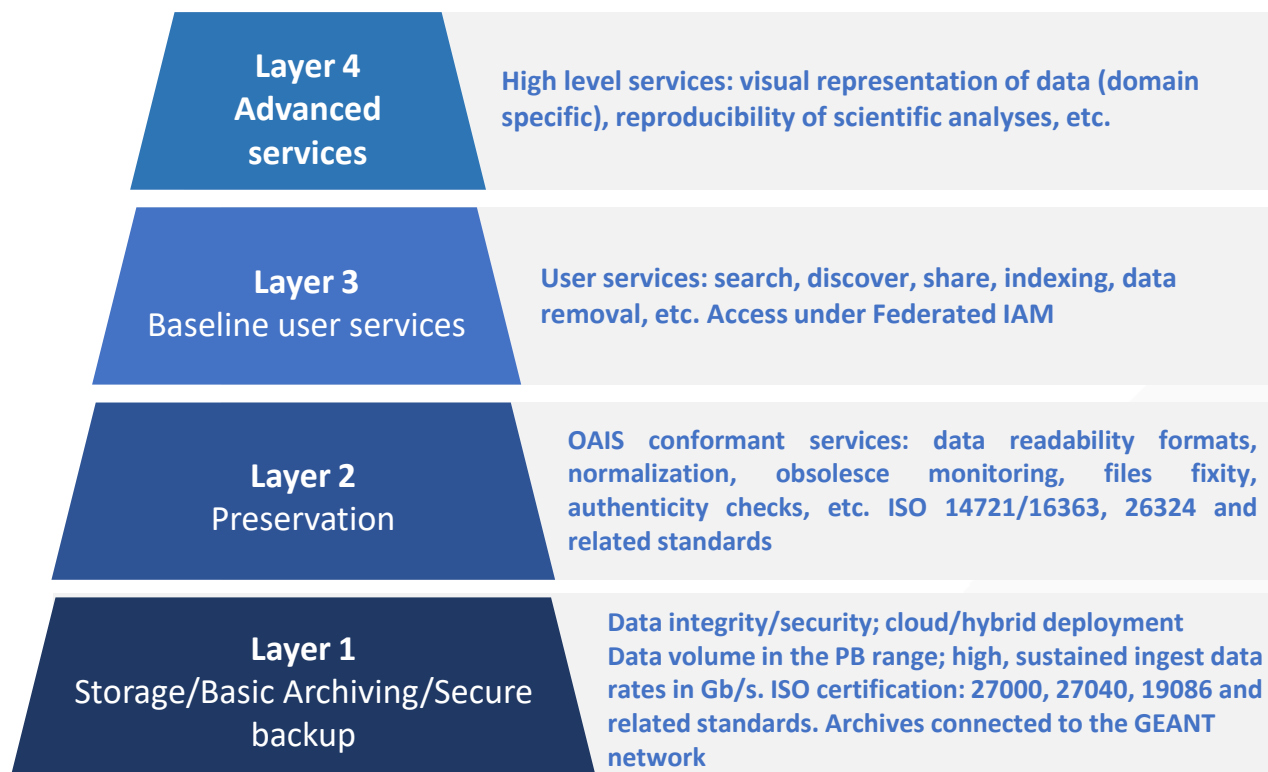 Layer 4
Advanced
services
High level services: visual representation of data (domain
specific), reproducibility of scientific analyses, etc.
Layer 3
Baseline user services
User services: search, discover, share, indexing, data
removal, etc. Access under Federated IAM
Layer 2
Preservation
OAIS conformant services: data readability formats,
normalization, obsolesce monitoring, files fixity,
authenticity checks, etc. ISO 14721/16363, 26324 and
related standards
Layer 1
Storage/Basic Archiving/Secure
backup
Data integrity/security; cloud/hybrid deployment
Data volume in the PB range; high, sustained ingest data
rates in Gb/s. ISO certification: 27000, 27040, 19086 and
related standards. Archives connected to the GEANT
network